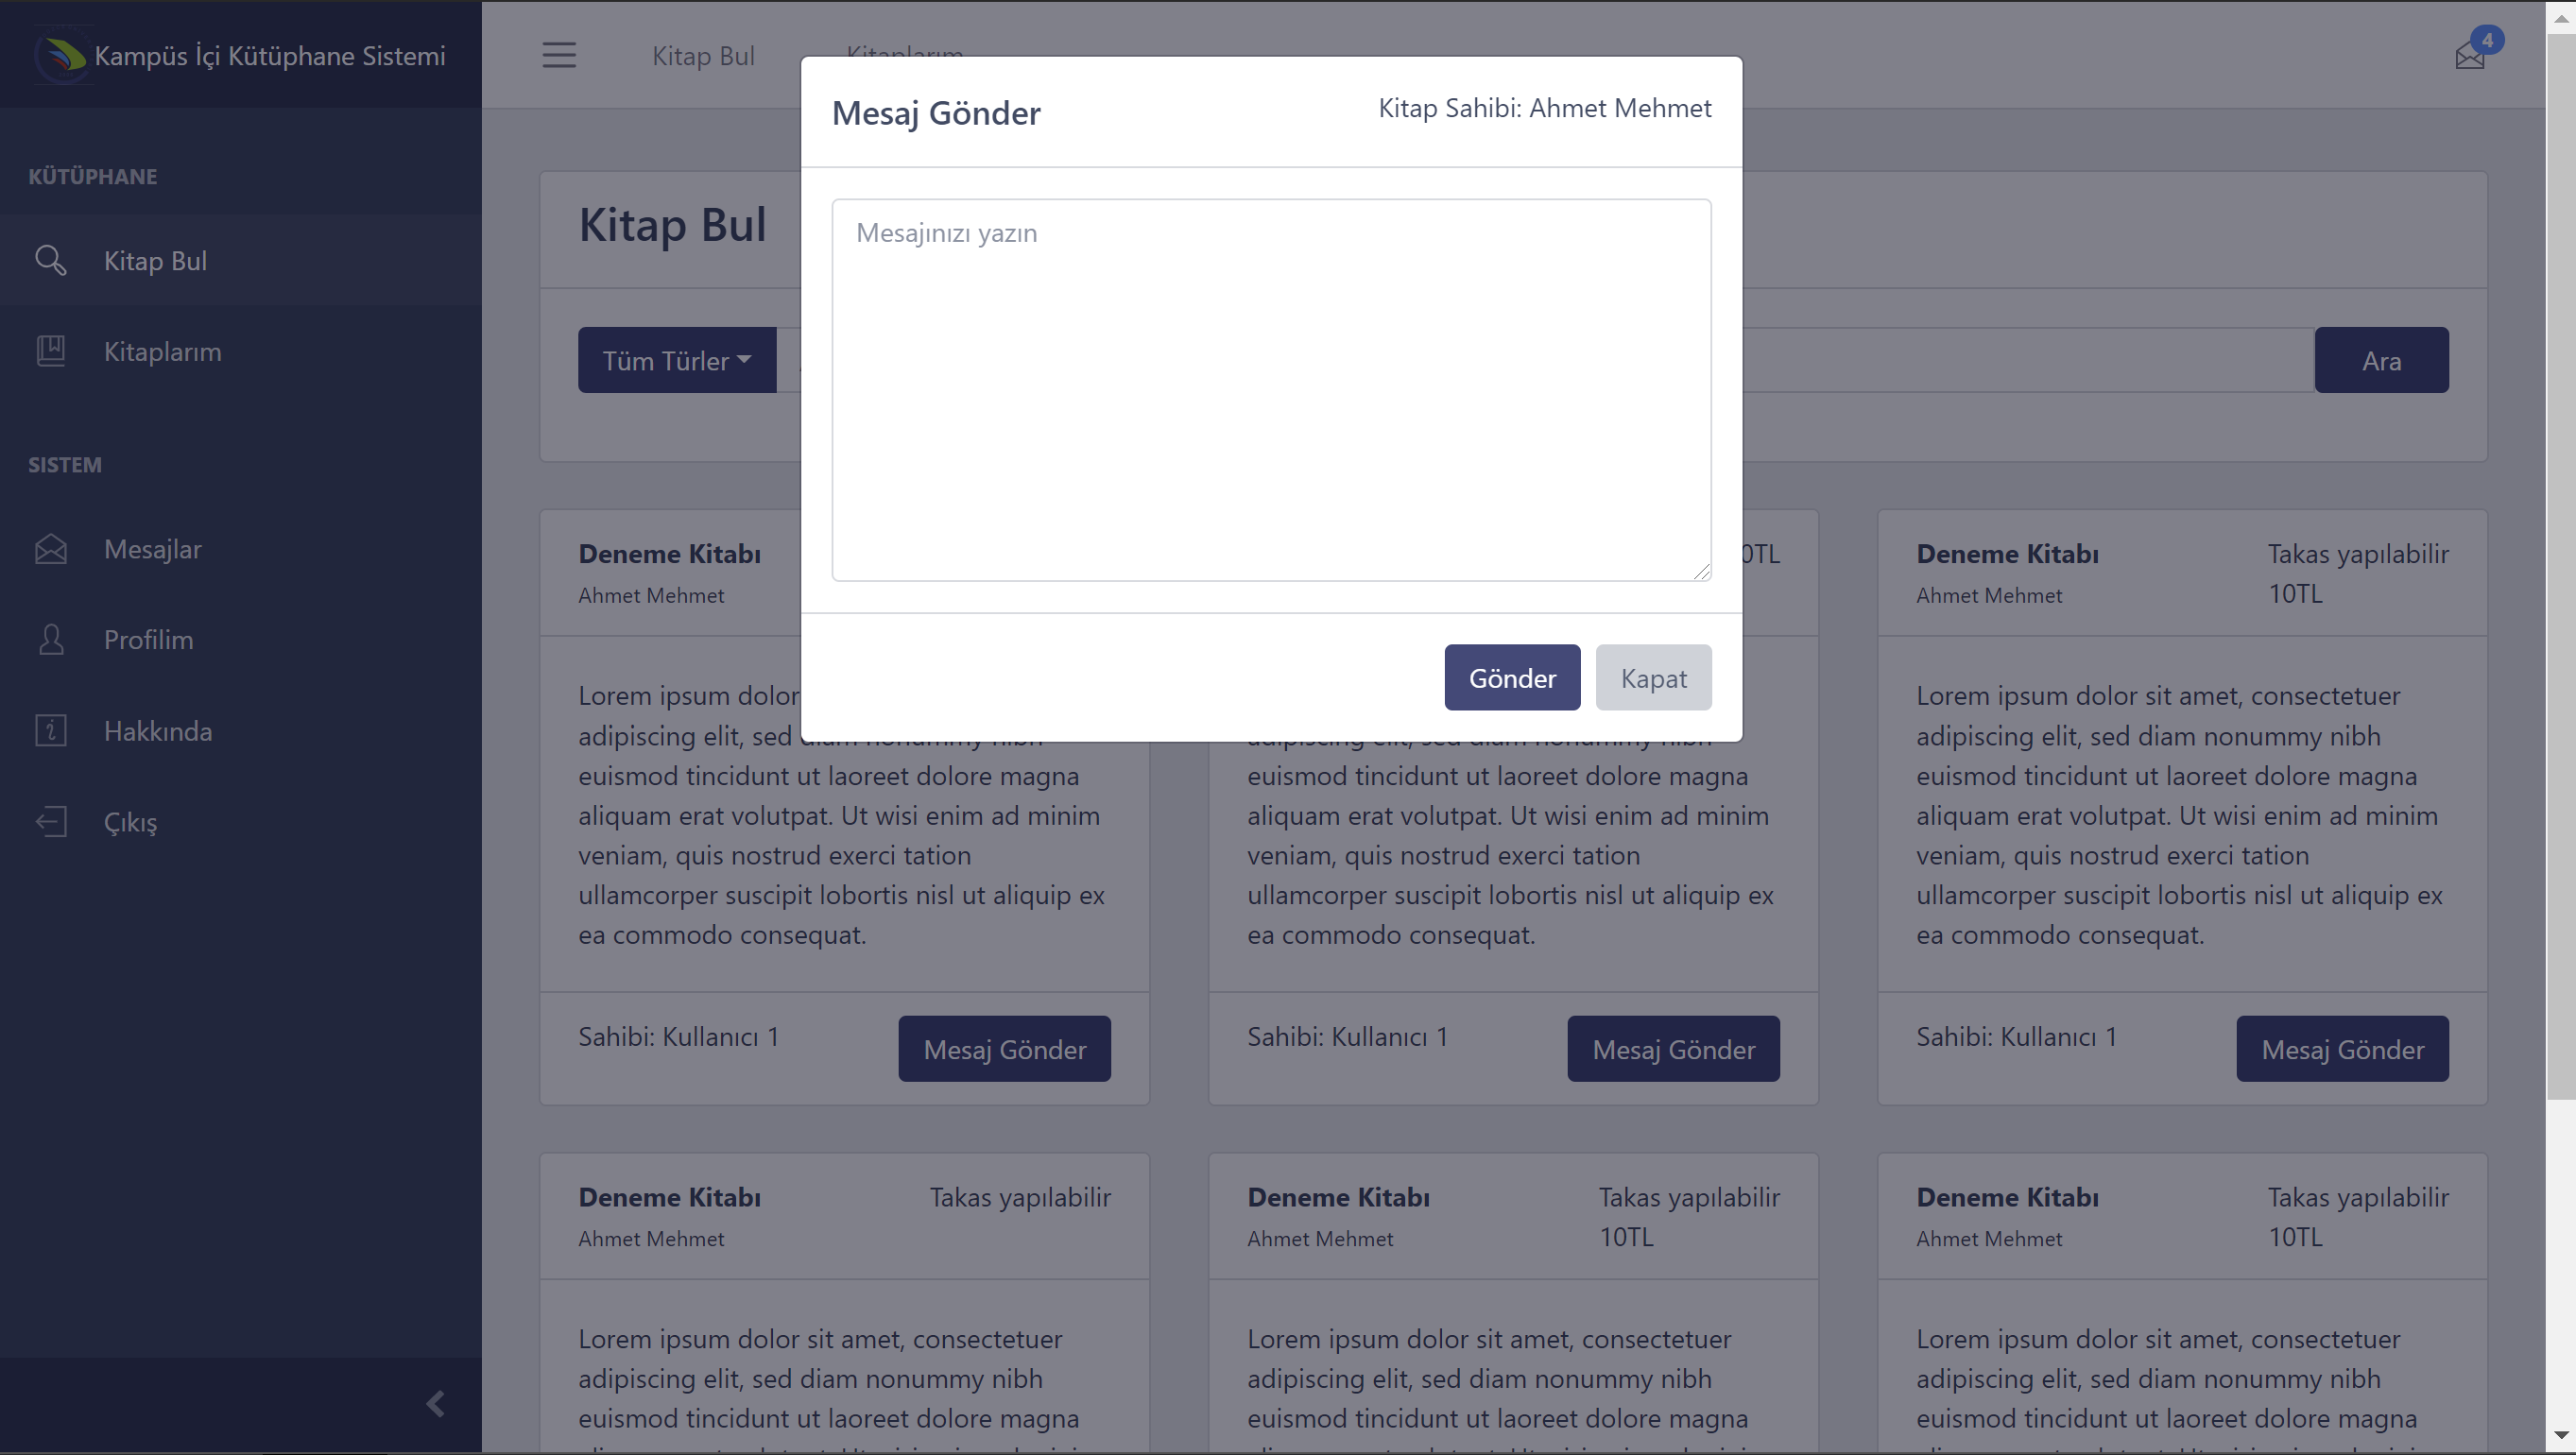 Kampüs İçi Kütüphane Sistemi
KÜTÜPHANE
Kitap Bul
Kitaplarım
SISTEM
Mesajlar
Profilim
Hakkında
Çıkış
Kitap Bul
Kitaplarım
4
Mesaj Gönder
Kitap Sahibi: Ahmet Mehmet
Mesajınızı yazın
Gönder
Kapat
Kitap Bul
Tüm Türler
Ara
Deneme Kitabı
Ahmet Mehmet
Lorem ipsum dolor
adipiscing elit, sed diam nonummy nibh
euismod tincidunt ut laoreet dolore magna
aliquam erat volutpat. Ut wisi enim ad minim
veniam, quis nostrud exerci tation
ullamcorper suscipit lobortis nisl ut aliquip ex
ea commodo consequat.
Sahibi: Kullanıcı 1
Mesaj Gönder
0TL
adipiscing elit, sed diam nonummy nibh
euismod tincidunt ut laoreet dolore magna
aliquam erat volutpat. Ut wisi enim ad minim
veniam, quis nostrud exerci tation
ullamcorper suscipit lobortis nisl ut aliquip ex
ea commodo consequat.
Sahibi: Kullanıcı 1
Mesaj Gönder
Deneme Kitabı
Ahmet Mehmet
Takas yapılabilir
10TL
Lorem ipsum dolor sit amet, consectetuer
adipiscing elit, sed diam nonummy nibh
euismod tincidunt ut laoreet dolore magna
aliquam erat volutpat. Ut wisi enim ad minim
veniam, quis nostrud exerci tation
ullamcorper suscipit lobortis nisl ut aliquip ex
ea commodo consequat.
Sahibi: Kullanıcı 1
Mesaj Gönder
Deneme Kitabı
Ahmet Mehmet
Takas yapılabilir
Lorem ipsum dolor sit amet, consectetuer
adipiscing elit, sed diam nonummy nibh
euismod tincidunt ut laoreet dolore magna
Deneme Kitabı
Ahmet Mehmet
Takas yapılabilir
10TL
Lorem ipsum dolor sit amet, consectetuer
adipiscing elit, sed diam nonummy nibh
euismod tincidunt ut laoreet dolore magna
Deneme Kitabı
Ahmet Mehmet
Takas yapılabilir
10TL
Lorem ipsum dolor sit amet, consectetuer
adipiscing elit, sed diam nonummy nibh
euismod tincidunt ut laoreet dolore magna